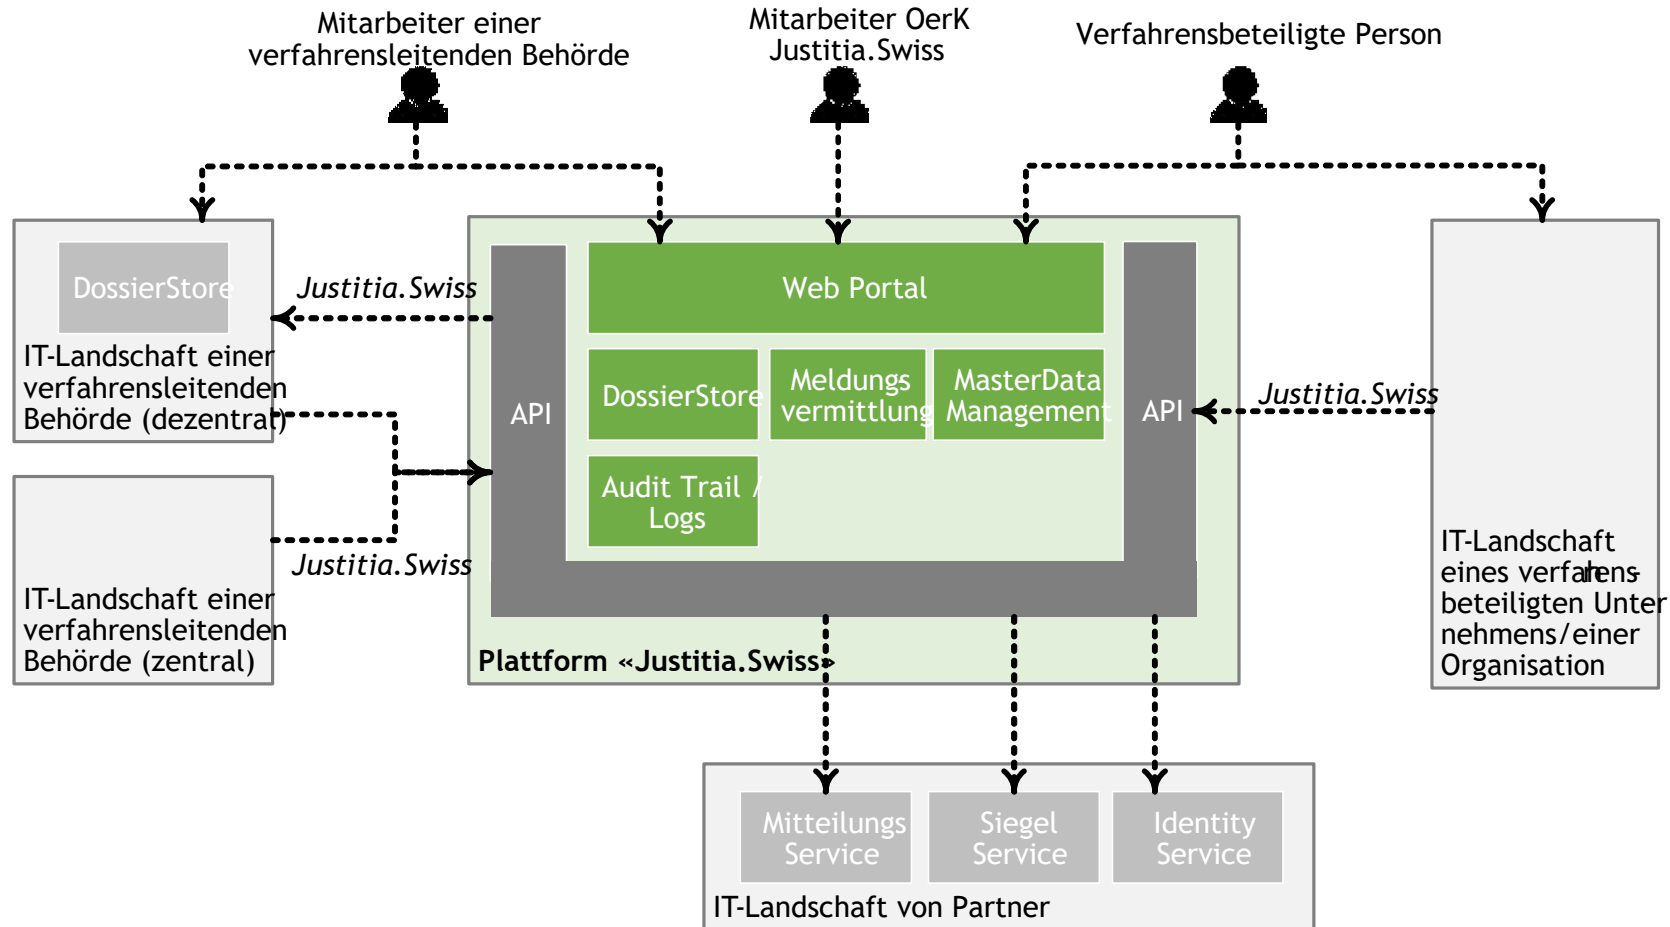 Mitarbeiter einer
verfahrensleitenden Behörde
Mitarbeiter OerK
Justitia.Swiss
Verfahrensbeteiligte Person
DossierStore
IT-Landschaft einer
verfahrensleitenden
Behörde (dezentral)
Justitia.Swiss
IT-Landschaft einer
verfahrensleitenden
Behörde (zentral)
Justitia.Swiss
API
Web Portal
DossierStore
Meldungs-
vermittlung
MasterData
Management
Audit Trail /
Logs
API
Plattform «Justitia.Swiss»
Justitia.Swiss
IT-Landschaft
eines verfahrens-
beteiligten Unter
nehmens/einer
Organisation
Mitteilungs
Service
Siegel
Service
Identity
Service
IT-Landschaft von Partner